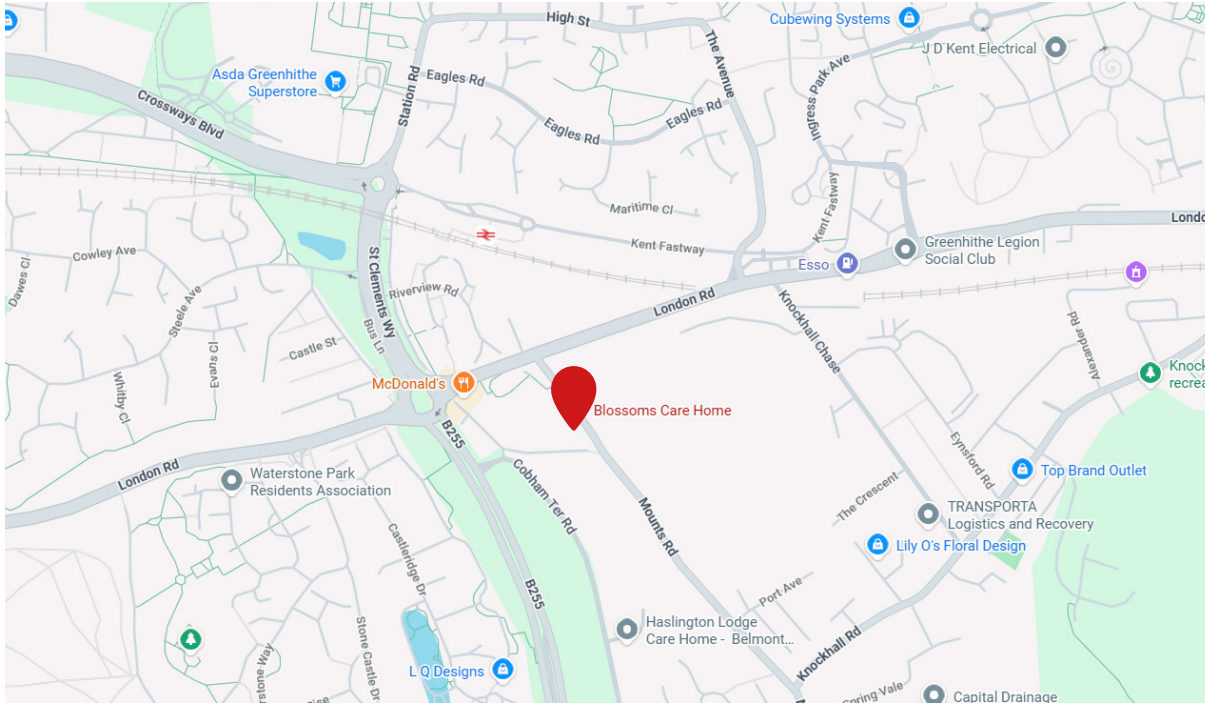 High St
Cubewing Systems
The Avenue
J D Kent Electrical
Asda Greenhithe
Superstore
Eagles Rd
Station Rd
Crossways Blvd
Eagles Rd
Eagles Rd
Ingress Park Ave
Maritime Cl
Kent Fastway
Kent Fastway
Greenhithe Legion
Social Club
Esso
Cowley Ave
Dawes Cl
St Clements Wy
Riverview Rd
London Rd
Knockhall Chase
Steele Ave
Bus Ln
Castle St
Evans Cl
Whitby Cl
Alexander Rd
McDonald's
Blossoms Care Home
B255
London Rd
Waterstone Park
Residents Association
Cobham Ter Rd
Mounts Rd
The Crescent
Eynsford Rd
Top Brand Outlet
TRANSPORTA
Logistics and Recovery
Lily O's Floral Design
Castleridge Dr
B255
Port Ave
Haslington Lodge
Care Home - Belmont...
Knockhall Rd
Stone Castle Dr
L Q Designs
Spring Vale
Capital Drainage